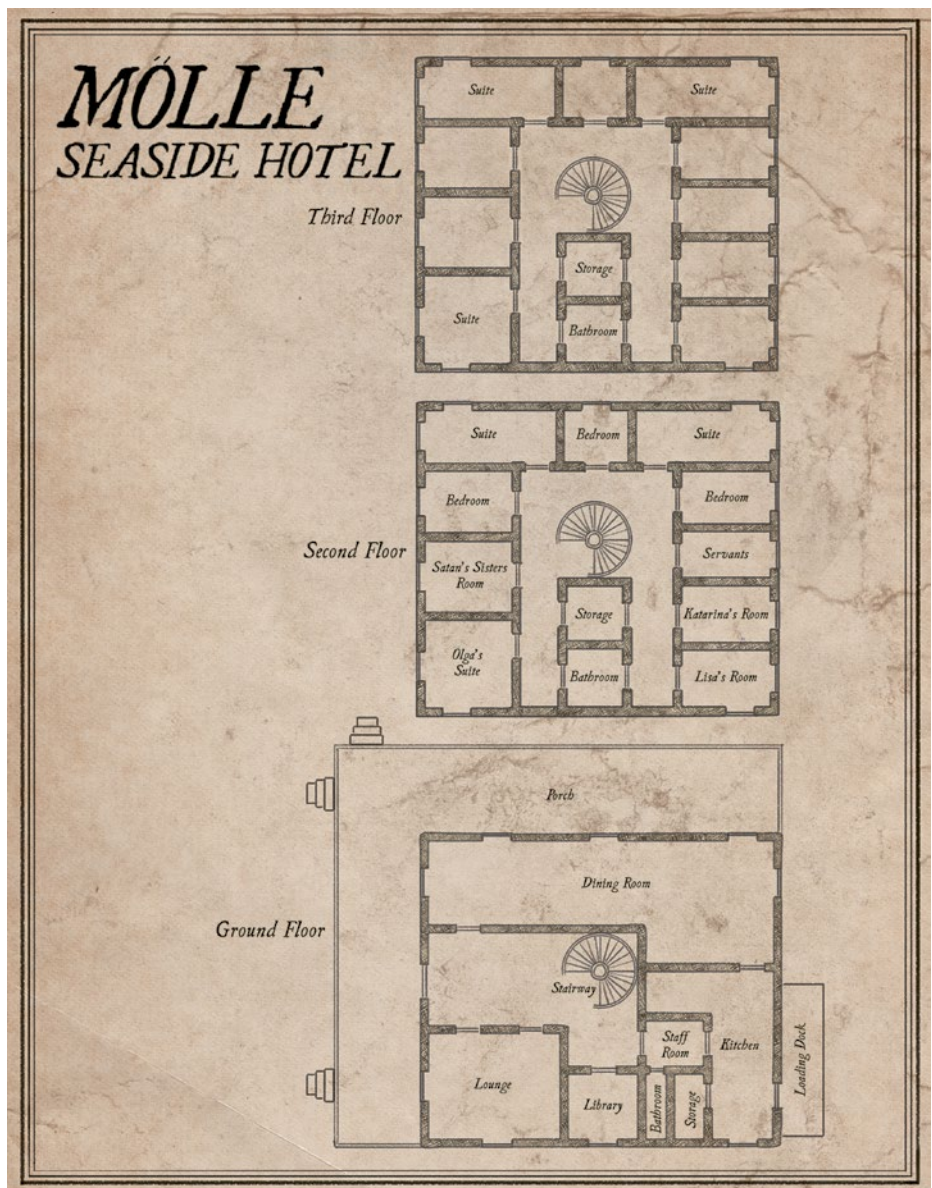 MÖLLE
SEASIDE HOTEL
Third Floor
Suite
Suite
Storage
Suite
Bathroom
Second Floor
Suite
Bedroom
Suite
Bedroom
Bedroom
Satan's Sisters
Room
Servants
Storage
Katarina's Room
Olga's
Suite
Bathroom
Lisa's Room
Ground Floor
Porch
Dining Room
Stairway
Staff
Room
Kitchen
Loading Dock
Lounge
Library
Bathroom
Storage